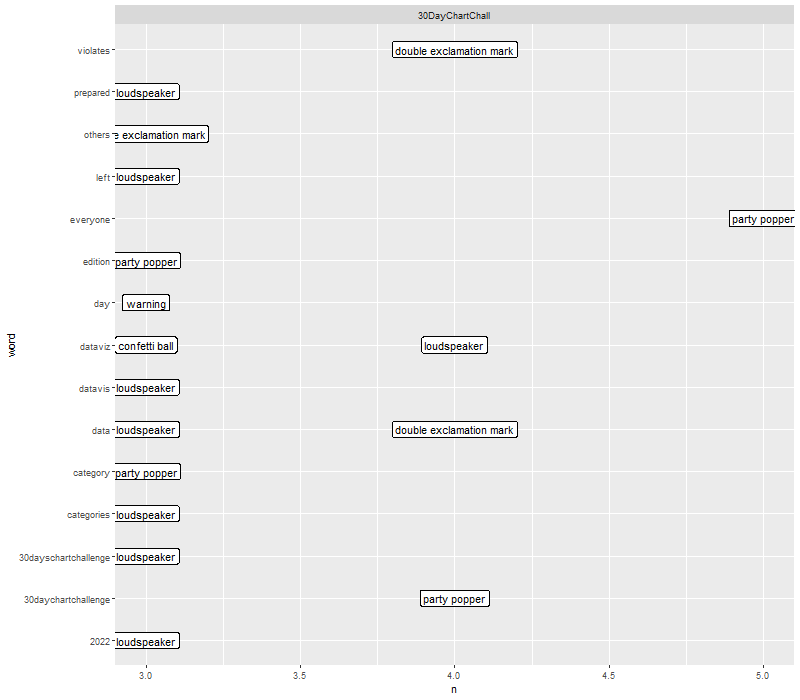 30DayChartChall
violates double exclamation mark
prepared loudspeaker
others e exclamation mark
left loudspeaker
everyone party popper
edition party popper
day warning
dataviz confetti ball loudspeaker
datavis loudspeaker
data loudspeaker double exclamation mark
category party popper
categories loudspeaker
30dayschartchallenge loudspeaker
30daychartchallenge party popper
2022 loudspeaker
word
3.0 3.5 4.0 4.5 5.0
n